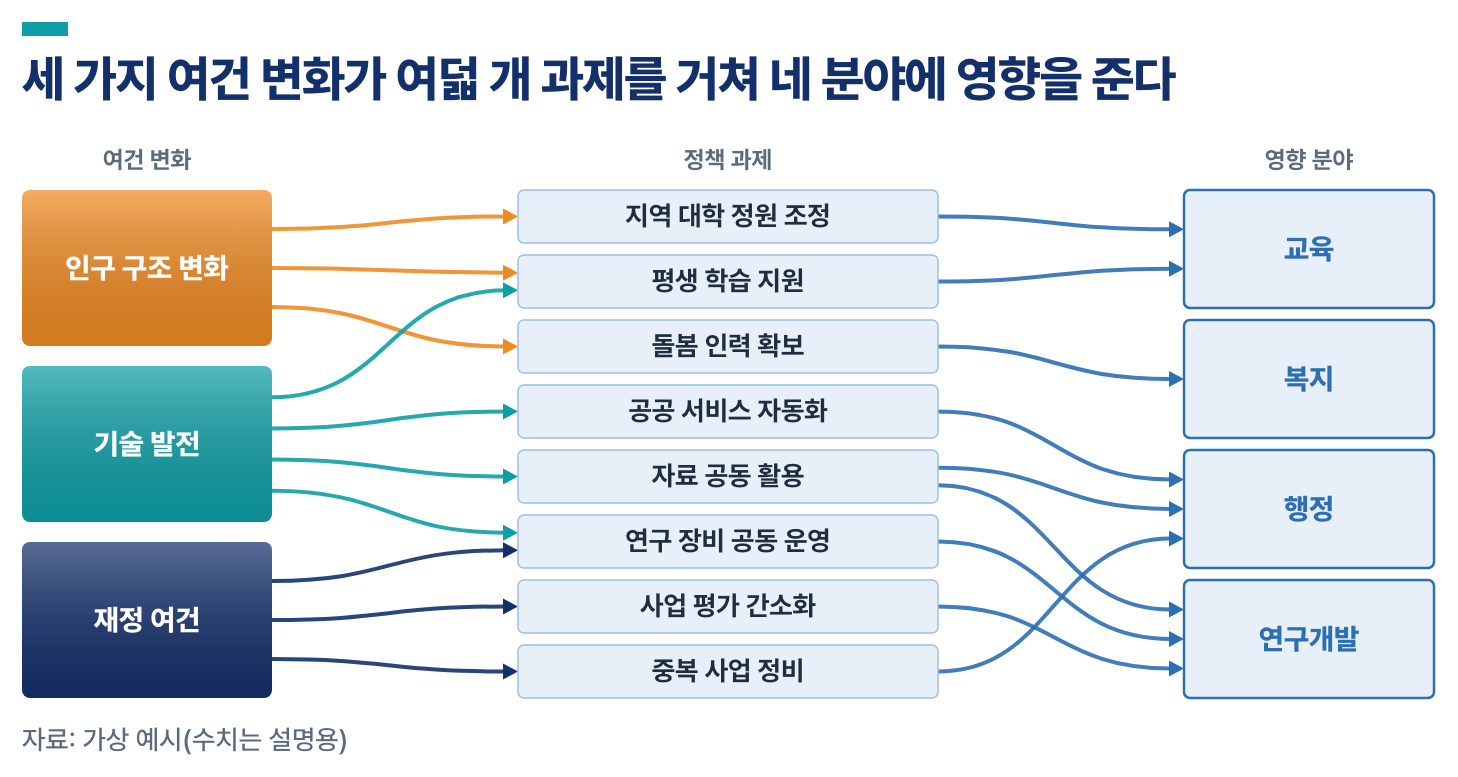 세 가지 여건 변화가 여덟 개 과제를 거쳐 네 분야에 영향을 준다
여건 변화
정책 과제
영향 분야
인구 구조 변화
기술 발전
재정 여건
지역 대학 정원 조정
평생 학습 지원
돌봄 인력 확보
공공 서비스 자동화
자료 공동 활용
연구 장비 공동 운영
사업 평가 간소화
중복 사업 정비
교육
복지
행정
연구개발
자료: 가상 예시(수치는 설명용)